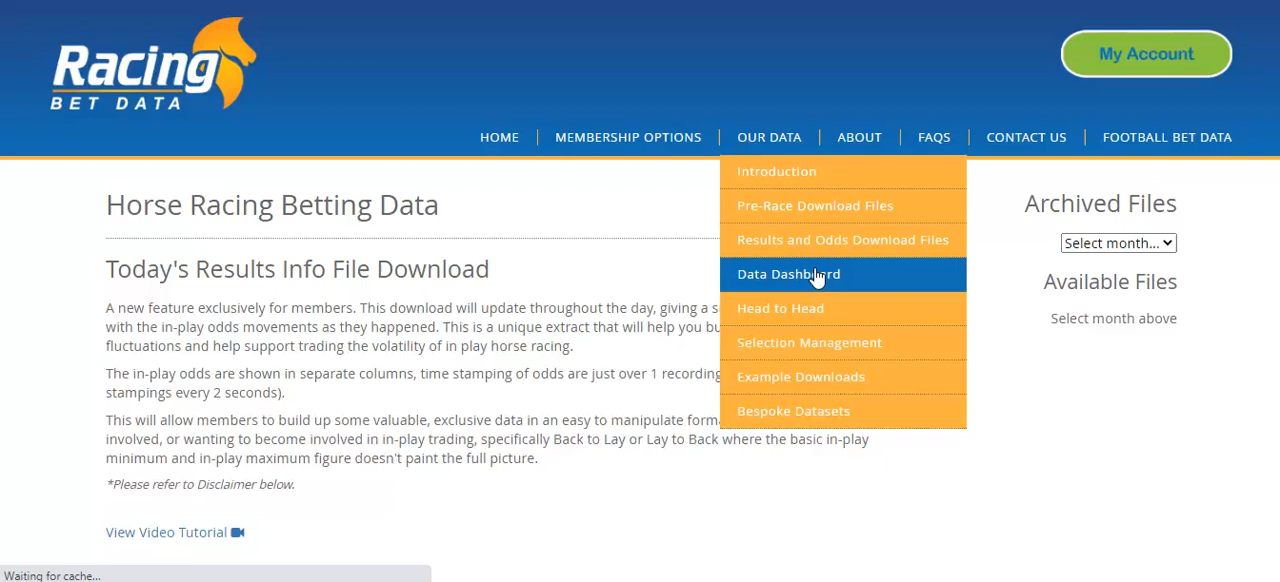 Racing
BET DATA
My Account
HOME
MEMBERSHIP OPTIONS
OUR DATA
ABOUT
FAQS
CONTACT US
FOOTBALL BET DATA
Introduction
Pre-Race Download Files
Results and Odds Download Files
Data Dashboard
Head to Head
Selection Management
Example Downloads
Bespoke Datasets
Horse Racing Betting Data
Today's Results Info File Download
A new feature exclusively for members. This download will update throughout the day, giving a
with the in-play odds movements as they happened. This is a unique extract that will help you
fluctuations and help support trading the volatility of in play horse racing.
The in-play odds are shown in separate columns, time stamping of odds are just over 1
stampings every 2 seconds).
This will allow members to build up some valuable, exclusive data in an easy to manipulate
involved, or wanting to become involved in in-play trading, specifically Back to Lay or Lay to Back where the basic in-play
minimum and in-play maximum figure doesn't paint the full picture.
*Please refer to Disclaimer below.
View Video Tutorial
Archived Files
Select month...
Available Files
Select month above
Waiting for cache...